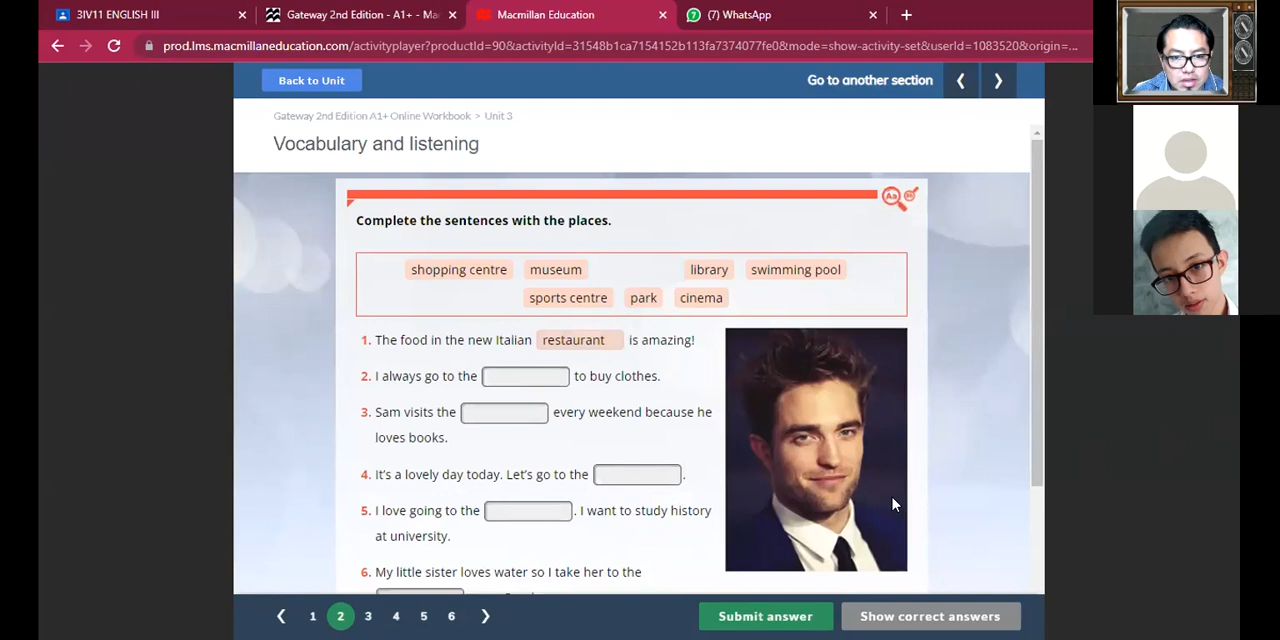 3IV11 ENGLISH III
Gateway 2nd Edition - A1+ - Ma
Macmillan Education
(7) WhatsApp
prod.lms.macmillaneducation.com/activityplayer?productId=90&activityId=31548b1ca7154152b113fa7374077fe0&mode=show-activity-set&userId=1083520&origin=...
Back to Unit
Go to another section
Gateway 2nd Edition A1+ Online Workbook > Unit 3
Vocabulary and listening
Aa
Complete the sentences with the places.
shopping centre museum library swimming pool
sports centre park cinema
1. The food in the new Italian restaurant is amazing!
2. I always go to the to buy clothes.
3. Sam visits the every weekend because he
loves books.
4. It's a lovely day today. Let's go to the .
5. I love going to the . I want to study history
at university.
6. My little sister loves water so I take her to the
1 2 3 4 5 6
Submit answer
Show correct answers